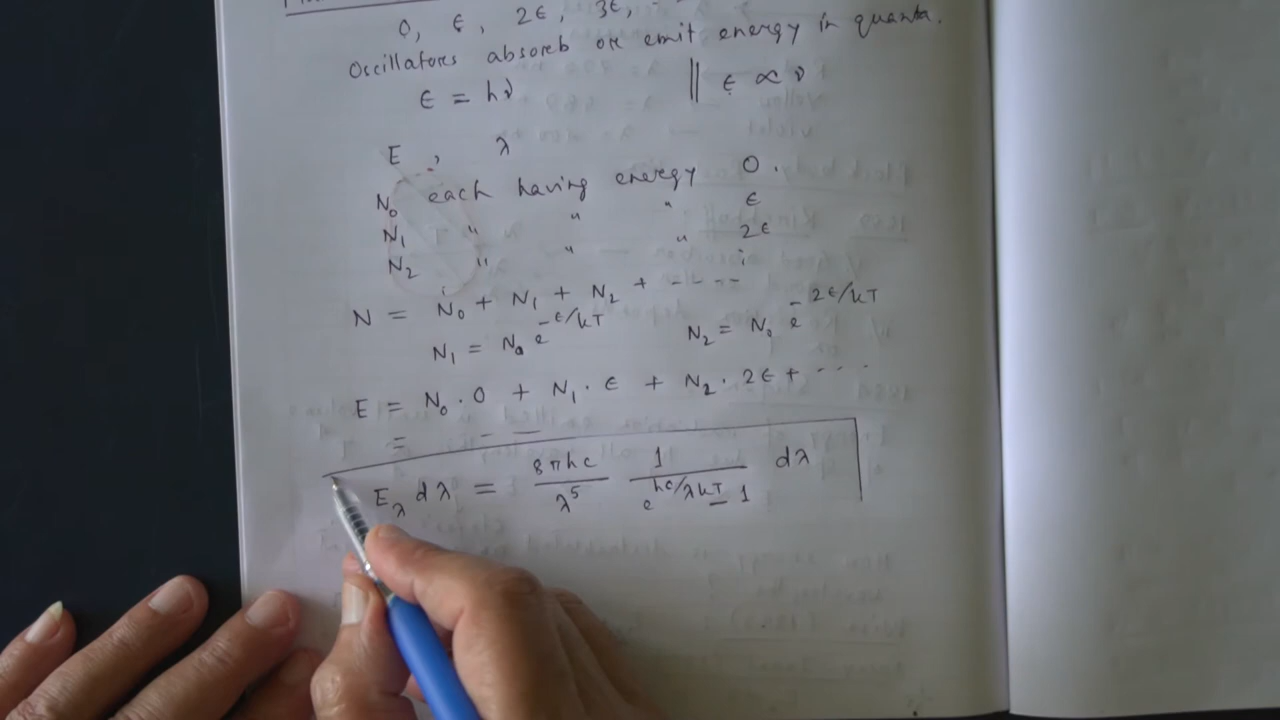 0, ε, 2ε, 3ε,
Oscillators absorb or emit energy in quanta.
ε = hν || ε ∝ ν
E, λ
N₀ each having energy 0.
N₁ " " " ε
N₂ " " " 2ε
N = N₀ + N₁ + N₂ + -----
N₁ = N₀ e^(-ε/kT) N₂ = N₀ e^(-2ε/kT)
E = N₀·0 + N₁·ε + N₂·2ε + ....
= - —
E_λ dλ = 8πhc/λ⁵ 1/(e^(hc/λkT) - 1) dλ